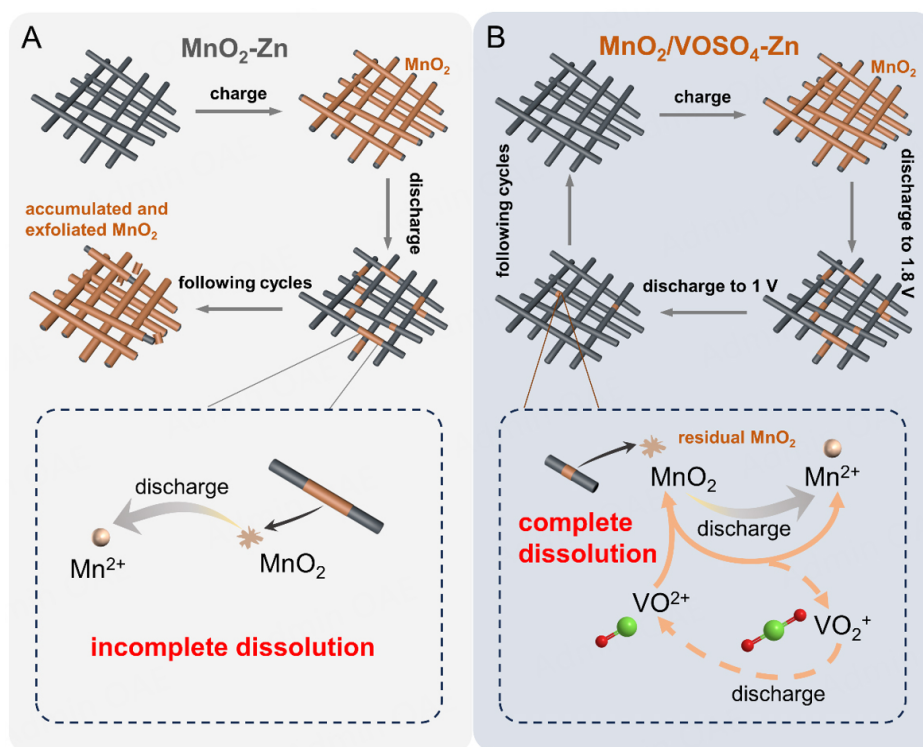 A
MnO₂-Zn
charge
MnO₂
discharge
accumulated and
exfoliated MnO₂
following cycles
discharge
Mn²⁺
MnO₂
incomplete dissolution
B
MnO₂/VOSO₄-Zn
charge
MnO₂
discharge to 1.8 V
discharge to 1 V
following cycles
residual MnO₂
MnO₂
Mn²⁺
discharge
complete
dissolution
VO²⁺
VO₂⁺
discharge